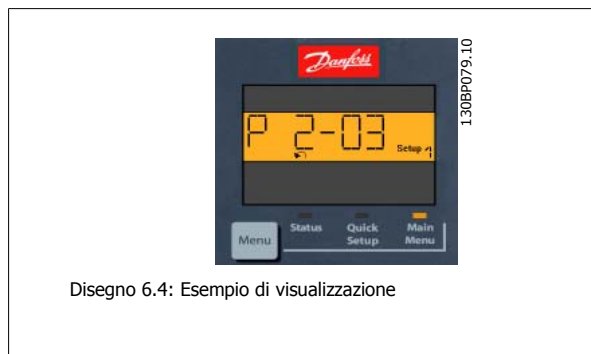 Danfoss
130BP079.10
P 2-03
Setup 1
Status
Quick Setup
Main Menu
Menu
Disegno 6.4: Esempio di visualizzazione